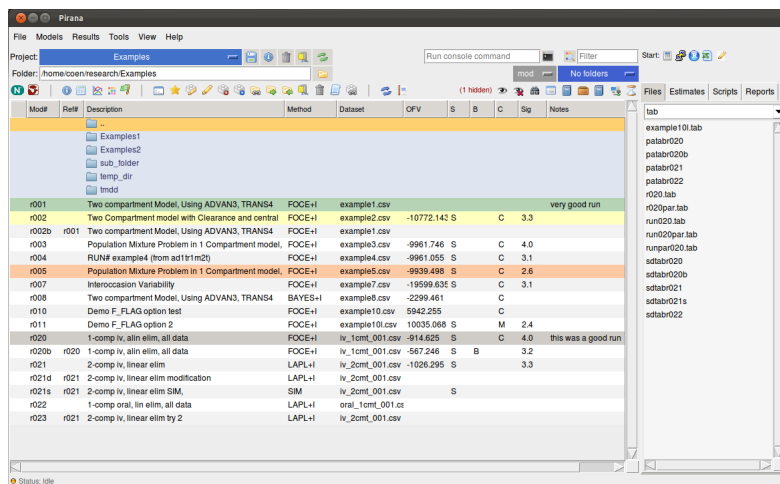 Pirana
File Models Results Tools View Help
Project: Examples Run console command Filter Start:
Folder: /home/coen/research/Examples mod No folders
(1 hidden) Files Estimates Scripts Reports
Mod# Ref# Description Method Dataset OFV S B C Sig Notes
..
Examples1
Examples2
sub_folder
temp_dir
tmdd
r001 Two compartment Model, Using ADVAN3, TRANS4 FOCE+I example1.csv very good run
r002 Two Compartment model with Clearance and central FOCE+I example2.csv -10772.143 S C 3.3
r002b r001 Two compartment Model, Using ADVAN3, TRANS4 FOCE+I example1.csv
r003 Population Mixture Problem in 1 Compartment model, FOCE+I example3.csv -9961.746 S C 4.0
r004 RUN# example4 (from ad1tr1m2t) FOCE+I example4.csv -9961.055 S C 3.1
r005 Population Mixture Problem in 1 Compartment model, FOCE+I example5.csv -9939.498 S C 2.6
r007 Interoccasion Variability FOCE+I example7.csv -19599.635 S C 3.1
r008 Two compartment Model, Using ADVAN3, TRANS4 BAYES+I example8.csv -2299.461 C
r010 Demo F_FLAG option test FOCE+I example10.csv 5942.255 C
r011 Demo F_FLAG option 2 FOCE+I example10l.csv 10035.068 S M 2.4
r020 1-comp iv, alin elim, all data FOCE+I iv_1cmt_001.csv -914.625 S C 4.0 this was a good run
r020b r020 1-comp iv, alin elim, all data FOCE+I iv_1cmt_001.csv -567.246 S B 3.2
r021 2-comp iv, linear elim LAPL+I iv_2cmt_001.csv -1026.295 S 3.3
r021d r021 2-comp iv, linear elim modification LAPL+I iv_2cmt_001.csv
r021s r021 2-comp iv, linear elim SIM, SIM iv_2cmt_001.csv S
r022 1-comp oral, lin elim, all data LAPL+I oral_1cmt_001.cs
r023 r021 2-comp iv, linear elim try 2 LAPL+I iv_2cmt_001.csv
tab
example10l.tab
patabr020
patabr020b
patabr021
patabr022
r020.tab
r020par.tab
run020.tab
run020par.tab
runpar020.tab
sdtabr020
sdtabr020b
sdtabr021
sdtabr021s
sdtabr022
Status: Idle